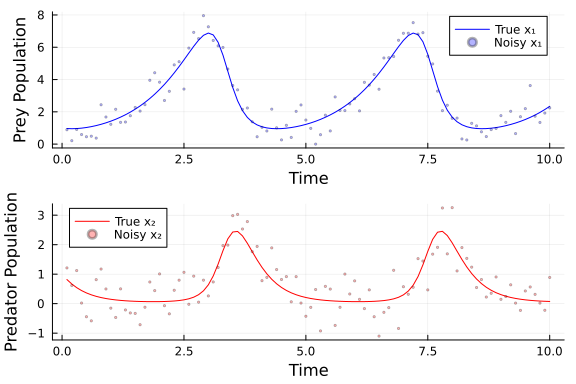 Prey Population
8
6
4
2
0
True x₁
Noisy x₁
0.0 2.5 5.0 7.5 10.0
Time
Predator Population
3
2
1
0
−1
True x₂
Noisy x₂
0.0 2.5 5.0 7.5 10.0
Time